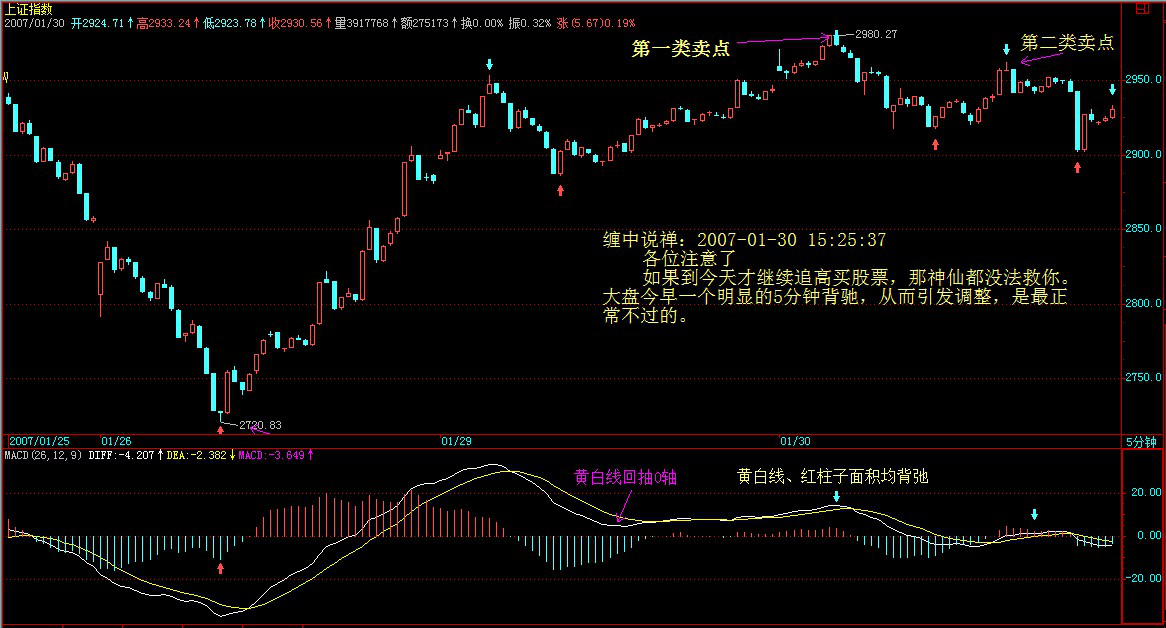 上证指数
2007/01/30 开2924.71↑高2933.24↑低2923.78↑收2930.56↑量3917768↑额275173↑换0.00% 振0.32% 涨(5.67)0.19%
第一类卖点
2980.27
第二类卖点
2950.0
2900.0
缠中说禅：2007-01-30 15:25:37
各位注意了
如果到今天才继续追高买股票，那神仙都没法救你。
大盘今早一个明显的5分钟背驰，从而引发调整，是最正
常不过的。
2850.0
2800.0
2750.0
2720.83
2007/01/25 01/26 01/29 01/30 5分钟
MACD(26,12,9) DIFF:-4.207↑DEA:-2.382↓MACD:-3.649↑
黄白线回抽0轴
黄白线、红柱子面积均背弛
20.00
0.00
-20.00